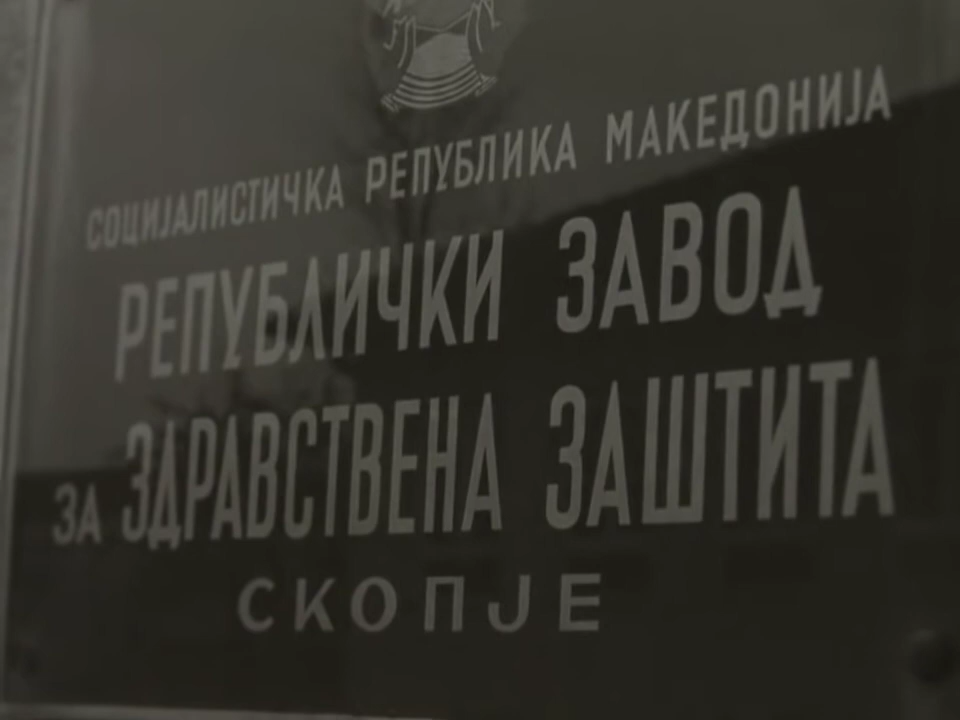 СОЦИЈАЛИСТИЧКА РЕПУБЛИКА МАКЕДОНИЈА
РЕПУБЛИЧКИ ЗАВОД
ЗА ЗДРАВСТВЕНА ЗАШТИТА
СКОПЈЕ